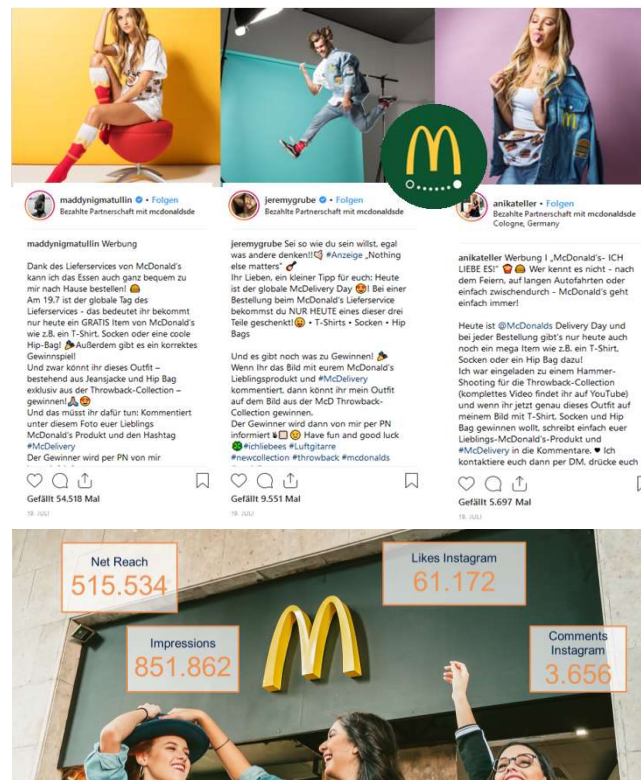 maddynigmatullin • Folgen
Bezahlte Partnerschaft mit mcdonaldsde
maddynigmatullin Werbung
Dank des Lieferservices von McDonald's
kann ich das Essen auch ganz bequem zu
mir nach Hause bestellen!
Am 19.7 ist der globale Tag des
Lieferservices - das bedeutet ihr bekommt
nur heute ein GRATIS Item von McDonald's
wie z.B. ein T-Shirt, Socken oder eine coole
Hip-Bag! Außerdem gibt es ein korrektes
Gewinnspiel!
Und zwar könnt ihr dieses Outfit –
bestehend aus Jeansjacke und Hip Bag
exklusiv aus der Throwback-Collection –
gewinnen!
Und das müsst ihr dafür tun: Kommentiert
unter diesem Foto euer Lieblings
McDonald's Produkt und den Hashtag
#McDelivery
Der Gewinner wird per PN von mir
Gefällt 54.518 Mal
19. JULI
jeremygrube • Folgen
Bezahlte Partnerschaft mit mcdonaldsde
jeremygrube Sei so wie du sein willst, egal
was andere denken!! #Anzeige „Nothing
else matters"
Ihr Lieben, ein kleiner Tipp für euch: Heute
ist der globale McDelivery Day ! Bei einer
Bestellung beim McDonald's Lieferservice
bekommst du NUR HEUTE eines dieser drei
Teile geschenkt! • T-Shirts • Socken • Hip
Bags
Und es gibt noch was zu Gewinnen!
Wenn Ihr das Bild mit eurem McDonald's
Lieblingsprodukt und #McDelivery
kommentiert, dann könnt ihr mein Outfit
auf dem Bild aus der McD Throwback-
Collection gewinnen.
Der Gewinner wird dann von mir per PN
informiert Have fun and good luck
#ichliebees #Luftgitarre
#newcollection #throwback #mcdonalds
Gefällt 9.551 Mal
19. JULI
anikateller • Folgen
Bezahlte Partnerschaft mit mcdonaldsde
Cologne, Germany
anikateller Werbung I „McDonald's- ICH
LIEBE ES!" Wer kennt es nicht - nach
dem Feiern, auf langen Autofahrten oder
einfach zwischendurch - McDonald's geht
einfach immer!
Heute ist @McDonalds Delivery Day und
bei jeder Bestellung gibt's nur heute auch
noch ein mega Item wie z.B. ein T-Shirt,
Socken oder ein Hip Bag dazu!
Ich war eingeladen zu einem Hammer-
Shooting für die Throwback-Collection
(komplettes Video findet ihr auf YouTube)
und wenn ihr jetzt genau dieses Outfit auf
meinem Bild mit T-Shirt, Socken und Hip
Bag gewinnen wollt, schreibt einfach euer
Lieblings-McDonald's-Produkt und
#McDelivery in die Kommentare. ♥ Ich
kontaktiere euch dann per DM, drücke euch
Gefällt 5.697 Mal
19. JULI
Net Reach
515.534
Likes Instagram
61.172
Impressions
851.862
Comments
Instagram
3.656